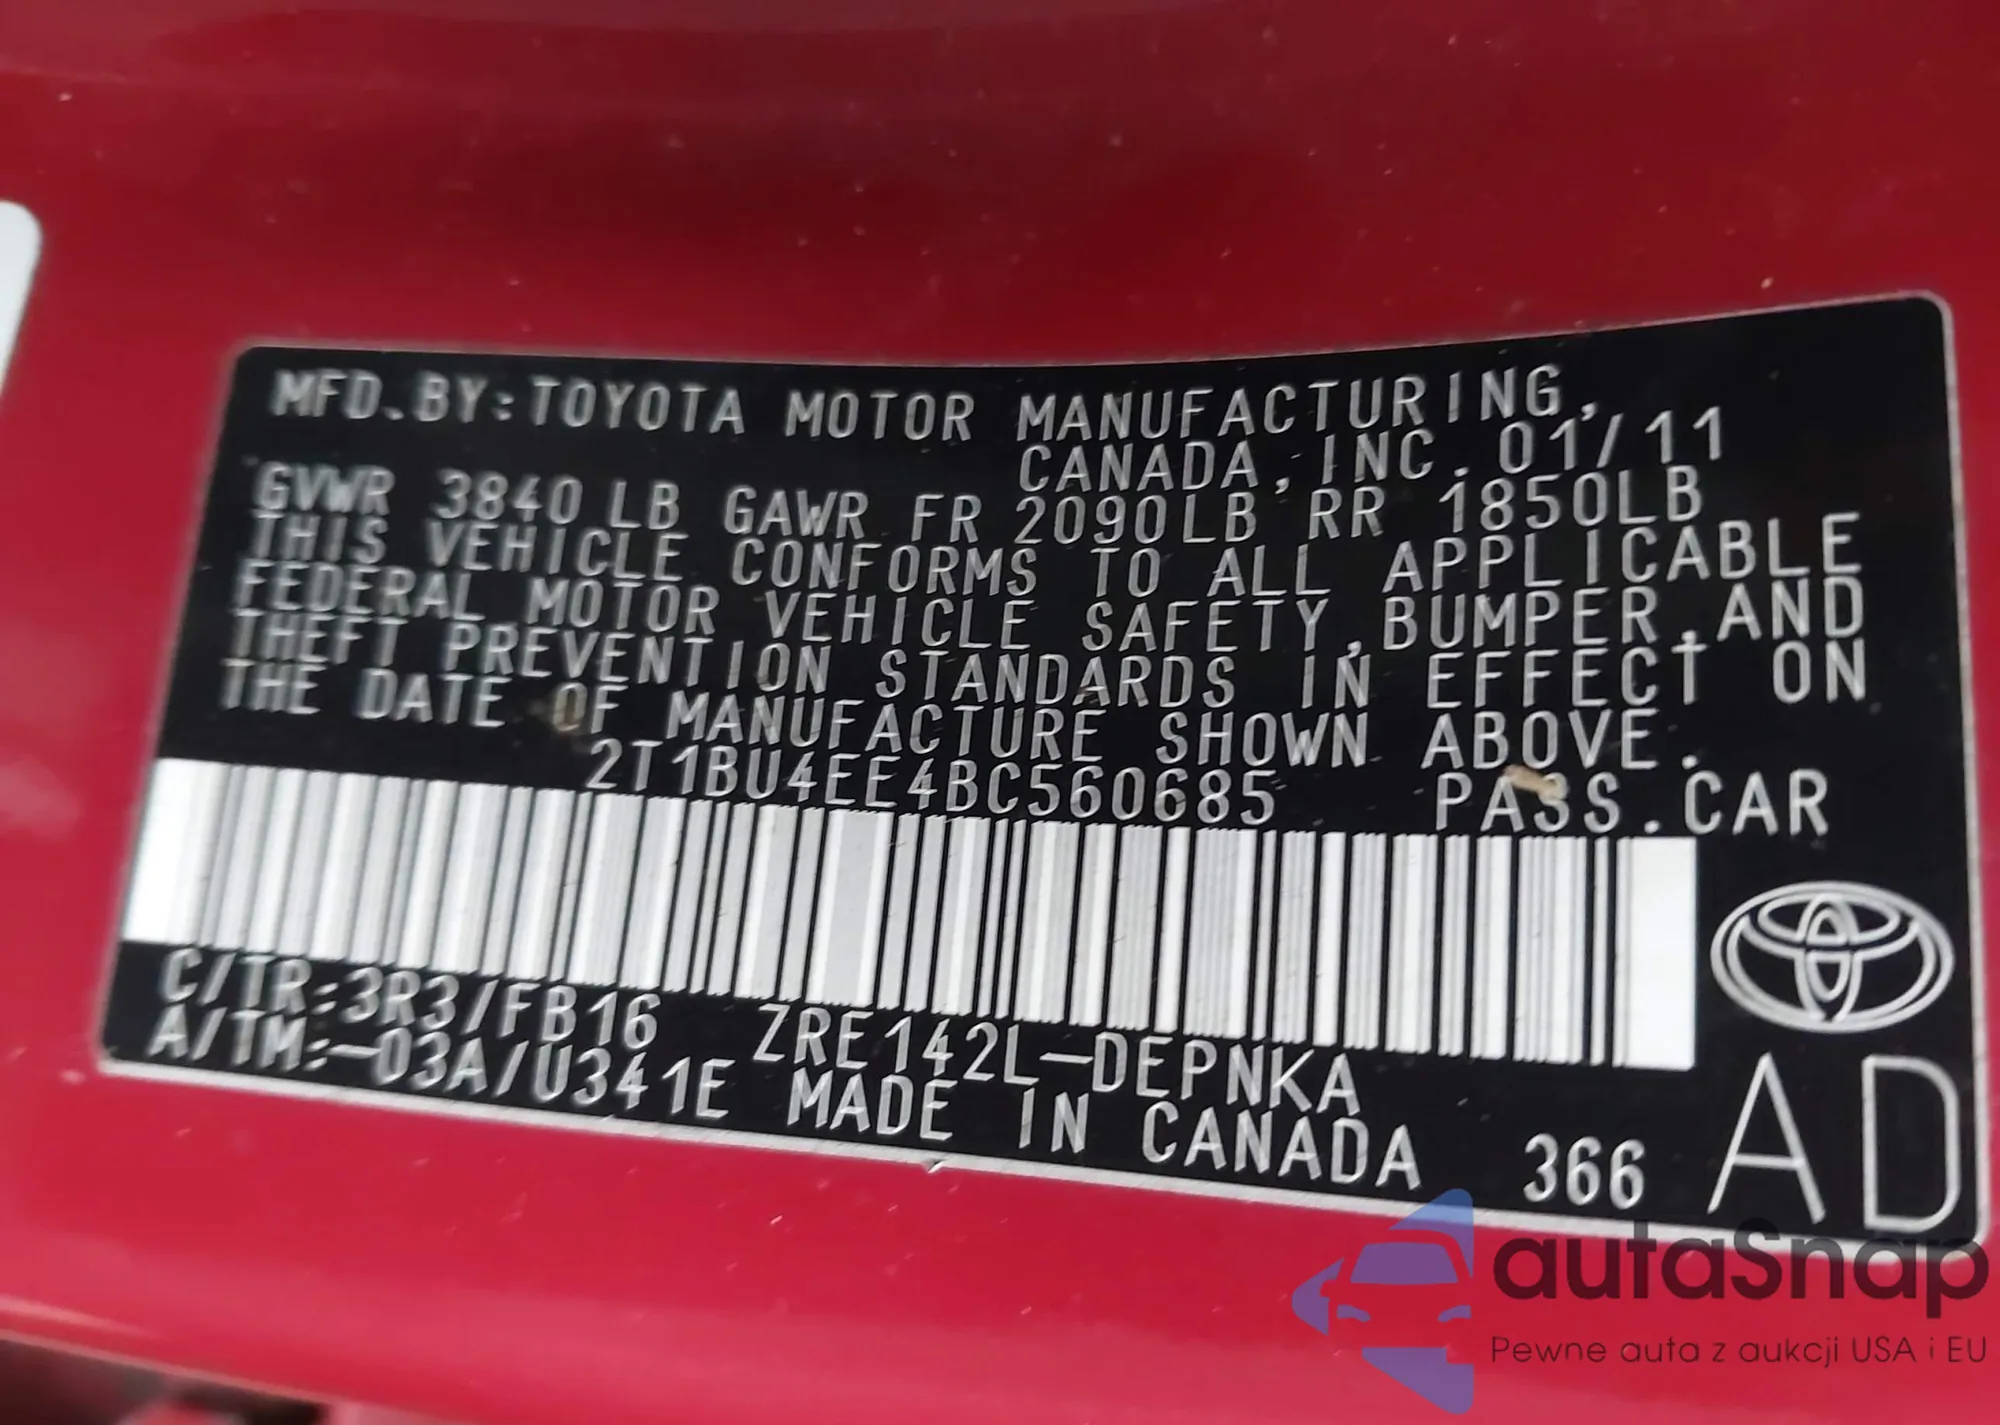 MFD.BY:TOYOTA MOTOR MANUFACTURING,
CANADA,INC.01/11
GVWR 3840LB GAWR FR 2090LB RR 1850LB
THIS VEHICLE CONFORMS TO ALL APPLICABLE
FEDERAL MOTOR VEHICLE SAFETY,BUMPER,AND
THEFT PREVENTION STANDARDS IN EFFECT ON
THE DATE OF MANUFACTURE SHOWN ABOVE.
2T1BU4EE4BC560685 PASS.CAR
C/TR:3R3/FB16 ZRE142L-DEPNKA
A/TM:-03A/U341E MADE IN CANADA 366 AD
autaSnap
Pewne auta z aukcji USA i EU